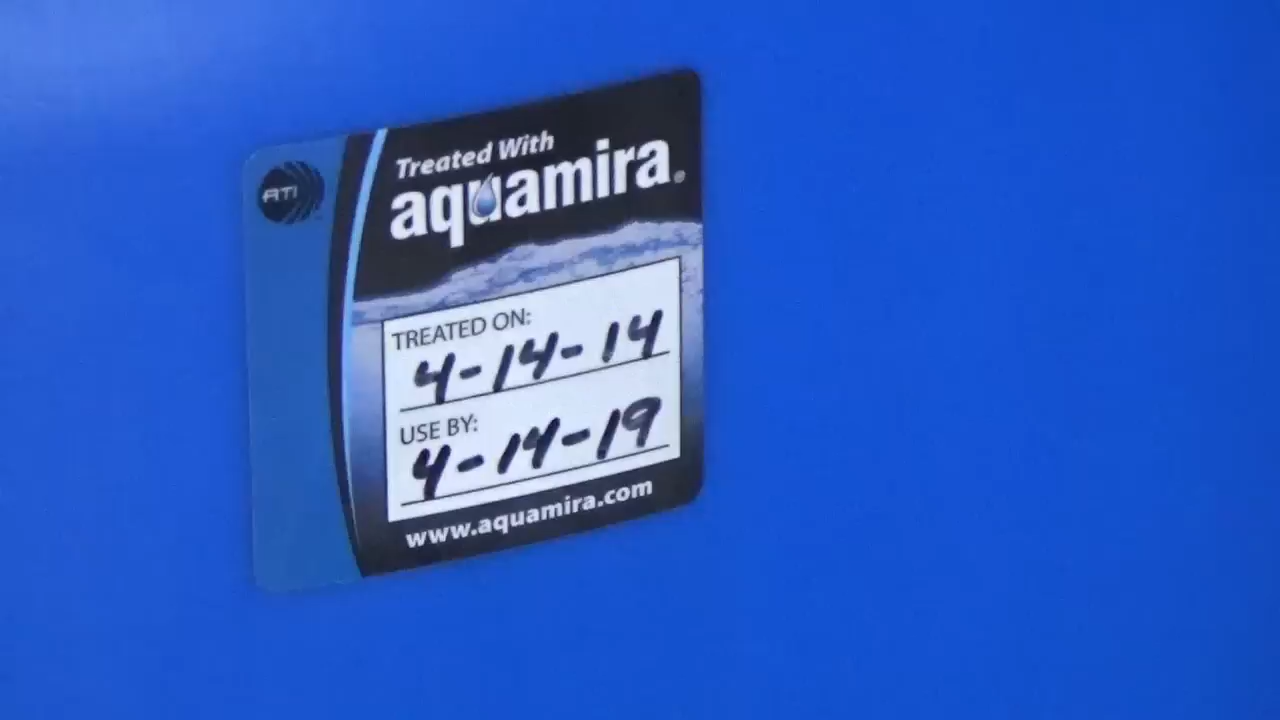 ATI
Treated With
aquamira®
TREATED ON:
4-14-14
USE BY:
4-14-19
www.aquamira.com